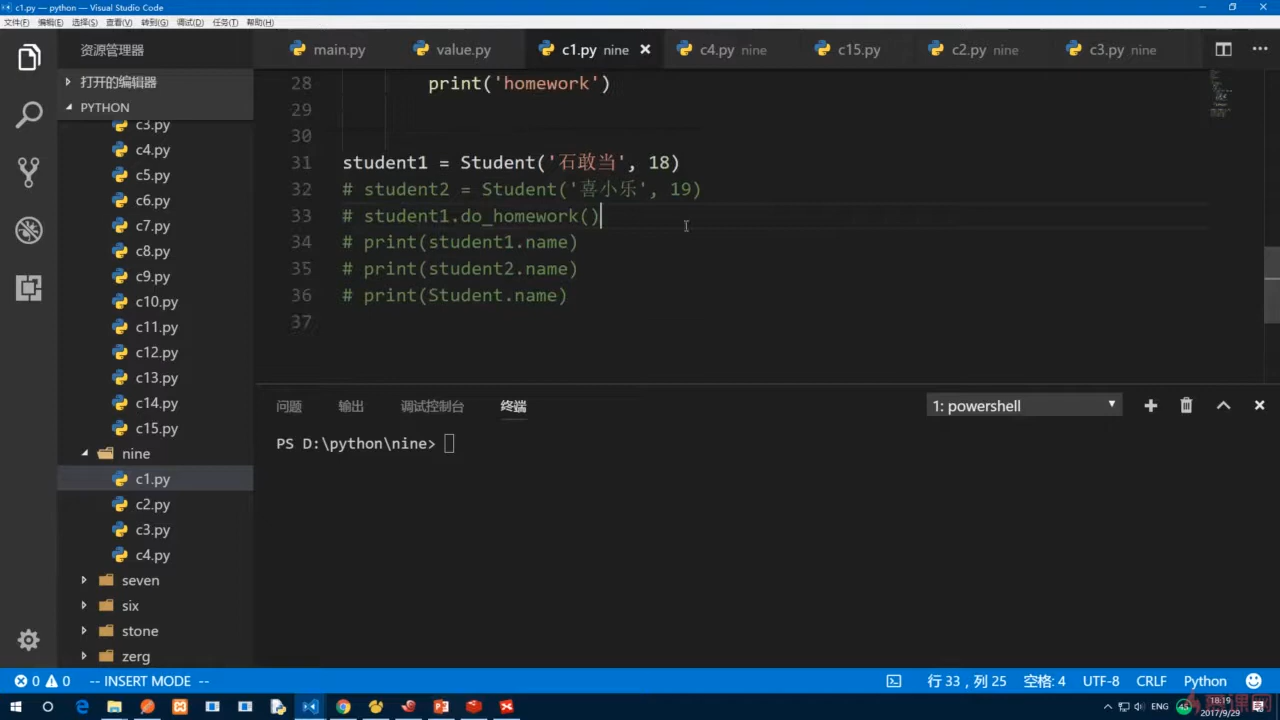 c1.py — python — Visual Studio Code
文件(F) 编辑(E) 选择(S) 查看(V) 转到(G) 调试(D) 任务(T) 帮助(H)
资源管理器
main.py value.py c1.py nine c4.py nine c15.py c2.py nine c3.py nine
打开的编辑器
PYTHON
c3.py
c4.py
c5.py
c6.py
c7.py
c8.py
c9.py
c10.py
c11.py
c12.py
c13.py
c14.py
c15.py
nine
c1.py
c2.py
c3.py
c4.py
seven
six
stone
zerg
28 print('homework')
29
30
31 student1 = Student('石敢当', 18)
32 # student2 = Student('喜小乐', 19)
33 # student1.do_homework()
34 # print(student1.name)
35 # print(student2.name)
36 # print(Student.name)
37
问题 输出 调试控制台 终端 1: powershell
PS D:\python\nine>
0 0 -- INSERT MODE -- 行 33，列 25 空格: 4 UTF-8 CRLF Python
ENG 45 18:19
2017/9/29